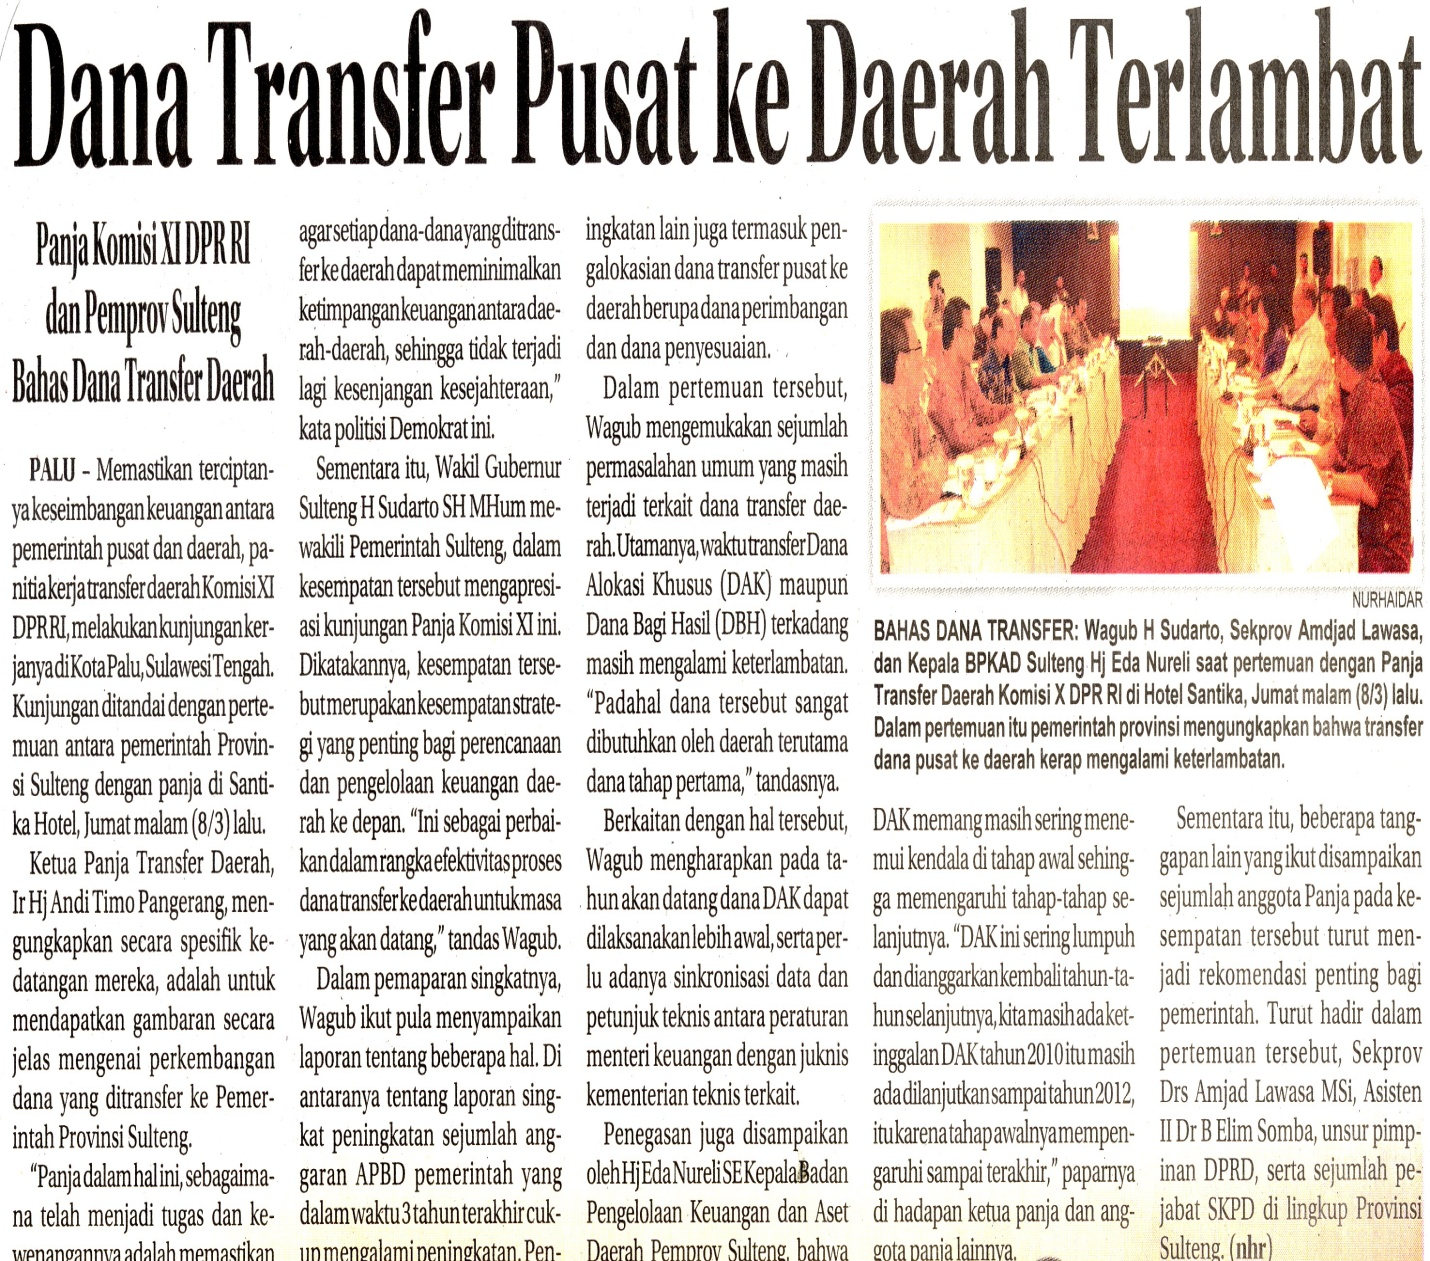 Dana Transfer Pusat ke Daerah Terlambat
Panja Komisi XI DPR RI
dan Pemprov Sulteng
Bahas Dana Transfer Daerah
PALU – Memastikan terciptan-
ya keseimbangan keuangan antara
pemerintah pusat dan daerah, pa-
nitia kerja transfer daerah Komisi XI
DPR RI, melakukan kunjungan ker-
janya di Kota Palu, Sulawesi Tengah.
Kunjungan ditandai dengan perte-
muan antara pemerintah Provin-
si Sulteng dengan panja di Santi-
ka Hotel, Jumat malam (8/3) lalu.
Ketua Panja Transfer Daerah,
Ir Hj Andi Timo Pangerang, men-
gungkapkan secara spesifik ke-
datangan mereka, adalah untuk
mendapatkan gambaran secara
jelas mengenai perkembangan
dana yang ditransfer ke Pemer-
intah Provinsi Sulteng.
"Panja dalam hal ini, sebagaima-
na telah menjadi tugas dan ke-
wenangannya adalah memastikan
agar setiap dana-dana yang ditrans-
fer ke daerah dapat meminimalkan
ketimpangan keuangan antara dae-
rah-daerah, sehingga tidak terjadi
lagi kesenjangan kesejahteraan,"
kata politisi Demokrat ini.
Sementara itu, Wakil Gubernur
Sulteng H Sudarto SH MHum me-
wakili Pemerintah Sulteng, dalam
kesempatan tersebut mengapresi-
asi kunjungan Panja Komisi XI ini.
Dikatakannya, kesempatan terse-
but merupakan kesempatan strate-
gi yang penting bagi perencanaan
dan pengelolaan keuangan dae-
rah ke depan. "Ini sebagai perbai-
kan dalam rangka efektivitas proses
dana transfer ke daerah untuk masa
yang akan datang," tandas Wagub.
Dalam pemaparan singkatnya,
Wagub ikut pula menyampaikan
laporan tentang beberapa hal. Di
antaranya tentang laporan sing-
kat peningkatan sejumlah ang-
garan APBD pemerintah yang
dalam waktu 3 tahun terakhir cuk-
up mengalami peningkatan. Pen-
ingkatan lain juga termasuk pen-
galokasian dana transfer pusat ke
daerah berupa dana perimbangan
dan dana penyesuaian.
Dalam pertemuan tersebut,
Wagub mengemukakan sejumlah
permasalahan umum yang masih
terjadi terkait dana transfer dae-
rah. Utamanya, waktu transfer Dana
Alokasi Khusus (DAK) maupun
Dana Bagi Hasil (DBH) terkadang
masih mengalami keterlambatan.
"Padahal dana tersebut sangat
dibutuhkan oleh daerah terutama
dana tahap pertama," tandasnya.
Berkaitan dengan hal tersebut,
Wagub mengharapkan pada ta-
hun akan datang dana DAK dapat
dilaksanakan lebih awal, serta per-
lu adanya sinkronisasi data dan
petunjuk teknis antara peraturan
menteri keuangan dengan juknis
kementerian teknis terkait.
Penegasan juga disampaikan
oleh Hj Eda Nureli SE Kepala Badan
Pengelolaan Keuangan dan Aset
Daerah Pemprov Sulteng, bahwa
NURHAIDAR
BAHAS DANA TRANSFER: Wagub H Sudarto, Sekprov Amdjad Lawasa,
dan Kepala BPKAD Sulteng Hj Eda Nureli saat pertemuan dengan Panja
Transfer Daerah Komisi X DPR RI di Hotel Santika, Jumat malam (8/3) lalu.
Dalam pertemuan itu pemerintah provinsi mengungkapkan bahwa transfer
dana pusat ke daerah kerap mengalami keterlambatan.
DAK memang masih sering mene-
mui kendala di tahap awal sehing-
ga memengaruhi tahap-tahap se-
lanjutnya. "DAK ini sering lumpuh
dan dianggarkan kembali tahun-ta-
hun selanjutnya, kita masih ada ket-
inggalan DAK tahun 2010 itu masih
ada dilanjutkan sampai tahun 2012,
itu karena tahap awalnya mempen-
garuhi sampai terakhir," paparnya
di hadapan ketua panja dan ang-
gota panja lainnya.
Sementara itu, beberapa tang-
gapan lain yang ikut disampaikan
sejumlah anggota Panja pada ke-
sempatan tersebut turut men-
jadi rekomendasi penting bagi
pemerintah. Turut hadir dalam
pertemuan tersebut, Sekprov
Drs Amjad Lawasa MSi, Asisten
II Dr B Elim Somba, unsur pimp-
inan DPRD, serta sejumlah pe-
jabat SKPD di lingkup Provinsi
Sulteng. (nhr)